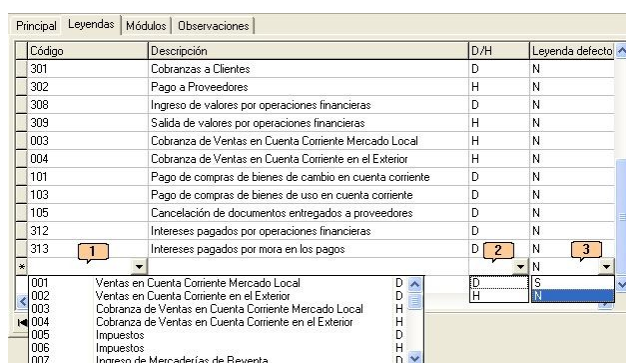 Principal Leyendas Módulos Observaciones
Código Descripción D/H Leyenda defecto
301 Cobranzas a Clientes D N
302 Pago a Proveedores H N
308 Ingreso de valores por operaciones financieras D N
309 Salida de valores por operaciones financieras H N
003 Cobranza de Ventas en Cuenta Corriente Mercado Local H N
004 Cobranza de Ventas en Cuenta Corriente en el Exterior H N
101 Pago de compras de bienes de cambio en cuenta corriente D N
103 Pago de compras de bienes de uso en cuenta corriente D N
105 Cancelación de documentos entregados a proveedores D N
312 Intereses pagados por operaciones financieras D N
313 1 Intereses pagados por mora en los pagos D 2 N 3
* N
001 Ventas en Cuenta Corriente Mercado Local D D S
002 Ventas en Cuenta Corriente en el Exterior D H N
003 Cobranza de Ventas en Cuenta Corriente Mercado Local H
004 Cobranza de Ventas en Cuenta Corriente en el Exterior H
005 Impuestos D
006 Impuestos H
007 Ingreso de Mercaderías de Reventa D